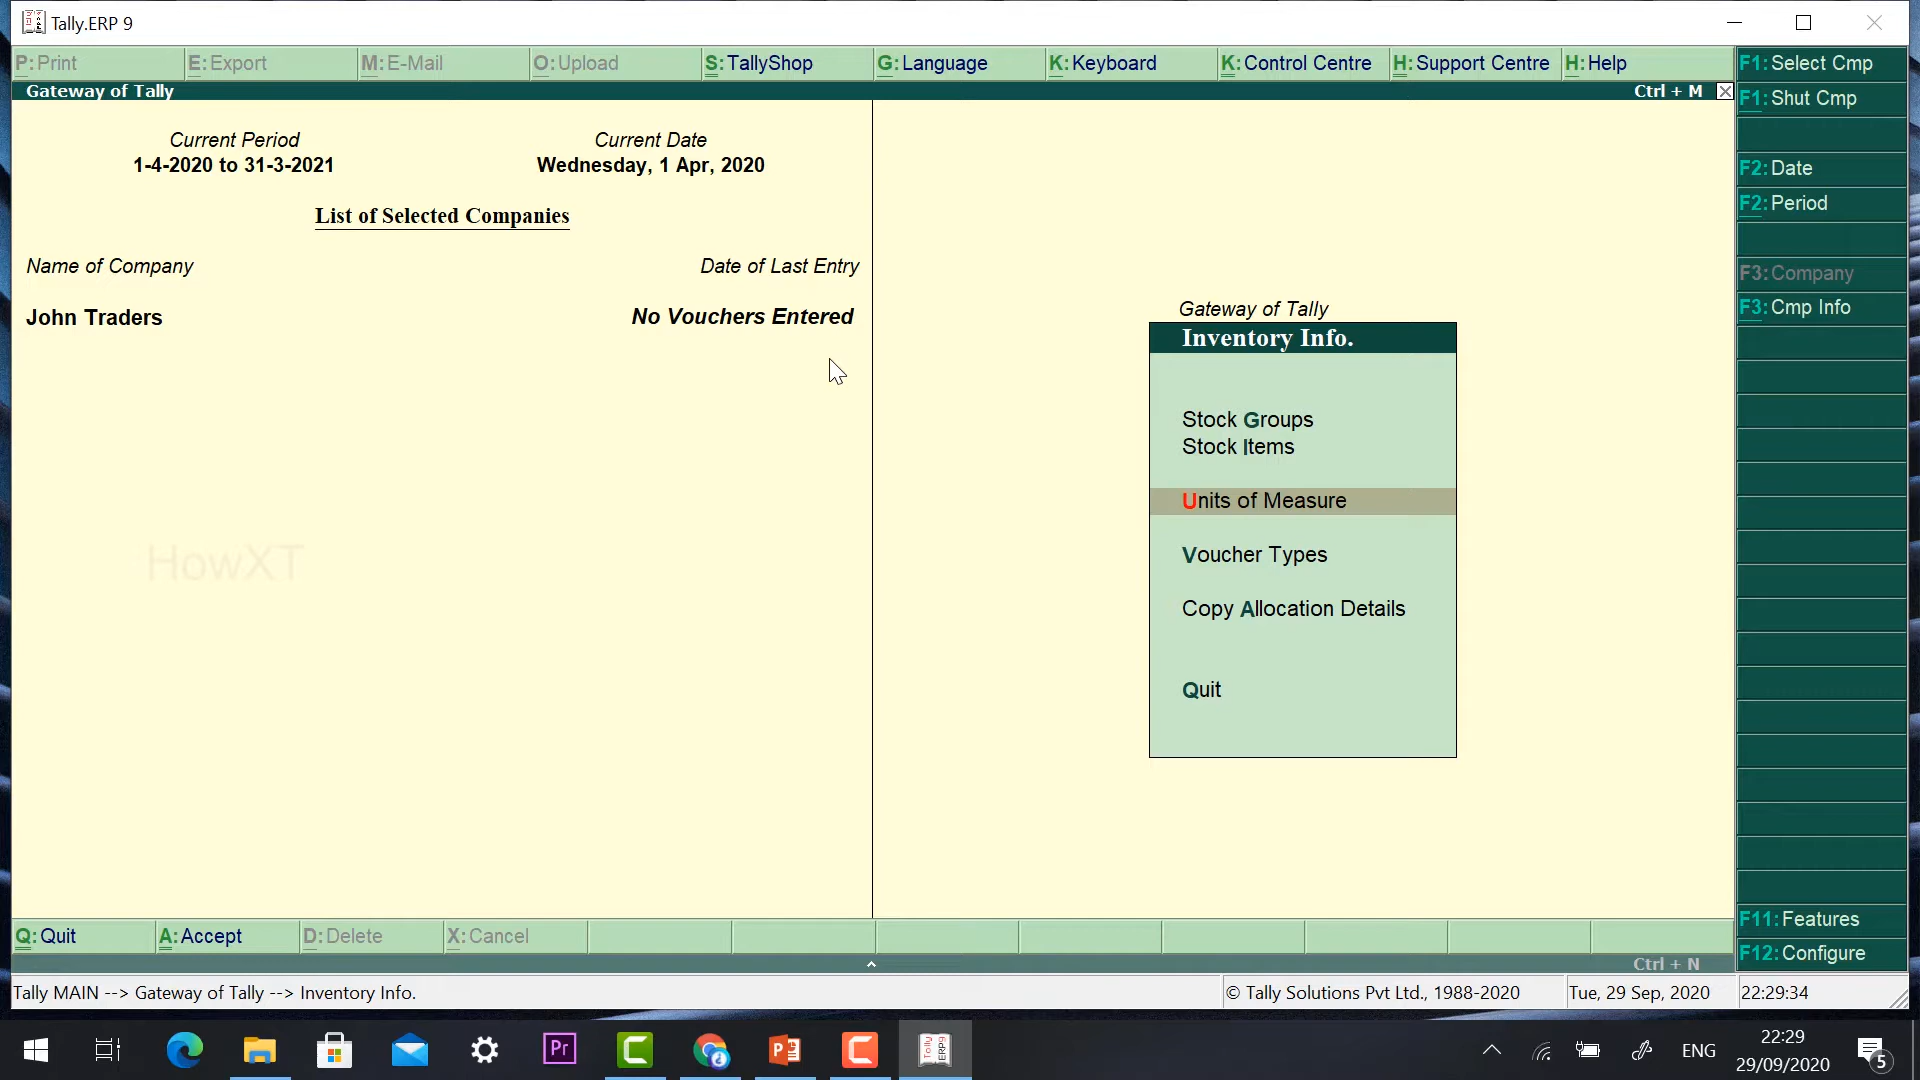 Tally.ERP 9
P: Print
E: Export
M: E-Mail
O: Upload
S: TallyShop
G: Language
K: Keyboard
K: Control Centre
H: Support Centre
H: Help
Gateway of Tally
Ctrl + M
Current Period
1-4-2020 to 31-3-2021
Current Date
Wednesday, 1 Apr, 2020
List of Selected Companies
Name of Company
Date of Last Entry
John Traders
No Vouchers Entered
HowXT
Gateway of Tally
Inventory Info.
Stock Groups
Stock Items
Units of Measure
Voucher Types
Copy Allocation Details
Quit
F1: Select Cmp
F1: Shut Cmp
F2: Date
F2: Period
F3: Company
F3: Cmp Info
F11: Features
F12: Configure
Q: Quit
A: Accept
D: Delete
X: Cancel
Ctrl + N
Tally MAIN --> Gateway of Tally --> Inventory Info.
© Tally Solutions Pvt Ltd., 1988-2020
Tue, 29 Sep, 2020
22:29:34
Pr
Tally
ERP9
ENG
22:29
29/09/2020
5